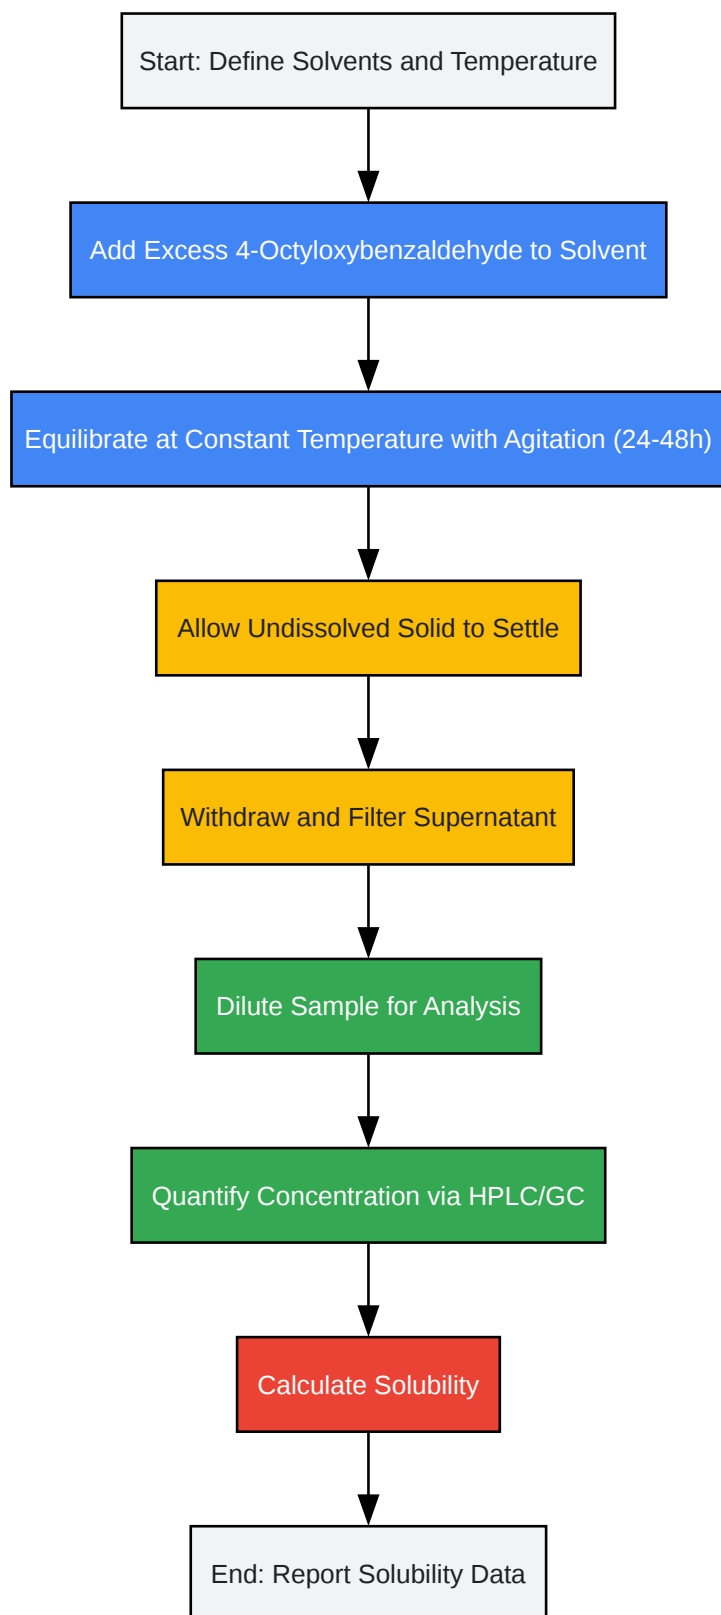 Start: Define Solvents and Temperature
Add Excess 4-Octyloxybenzaldehyde to Solvent
Equilibrate at Constant Temperature with Agitation (24-48h)
Allow Undissolved Solid to Settle
Withdraw and Filter Supernatant
Dilute Sample for Analysis
Quantify Concentration via HPLC/GC
Calculate Solubility
End: Report Solubility Data